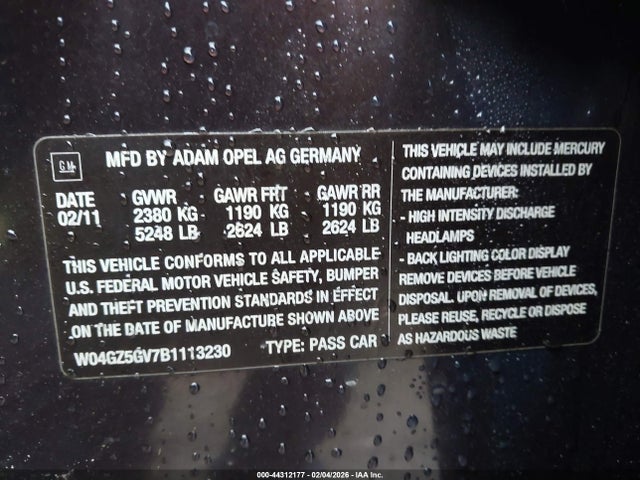 GM
MFD BY ADAM OPEL AG GERMANY
DATE GVWR GAWR FRT GAWR RR
02/11 2380 KG 1190 KG 1190 KG
5248 LB 2624 LB 2624 LB
THIS VEHICLE CONFORMS TO ALL APPLICABLE
U.S. FEDERAL MOTOR VEHICLE SAFETY, BUMPER
AND THEFT PREVENTION STANDARDS IN EFFECT
ON THE DATE OF MANUFACTURE SHOWN ABOVE
W04GZ5GV7B1113230 TYPE: PASS CAR
THIS VEHICLE MAY INCLUDE MERCURY
CONTAINING DEVICES INSTALLED BY
THE MANUFACTURER:
- HIGH INTENSITY DISCHARGE
HEADLAMPS
- BACK LIGHTING COLOR DISPLAY
REMOVE DEVICES BEFORE VEHICLE
DISPOSAL. UPON REMOVAL OF DEVICES,
PLEASE REUSE, RECYCLE OR DISPOSE
AS HAZARDOUS WASTE
000-44312177 - 02/04/2026 - IAA Inc.